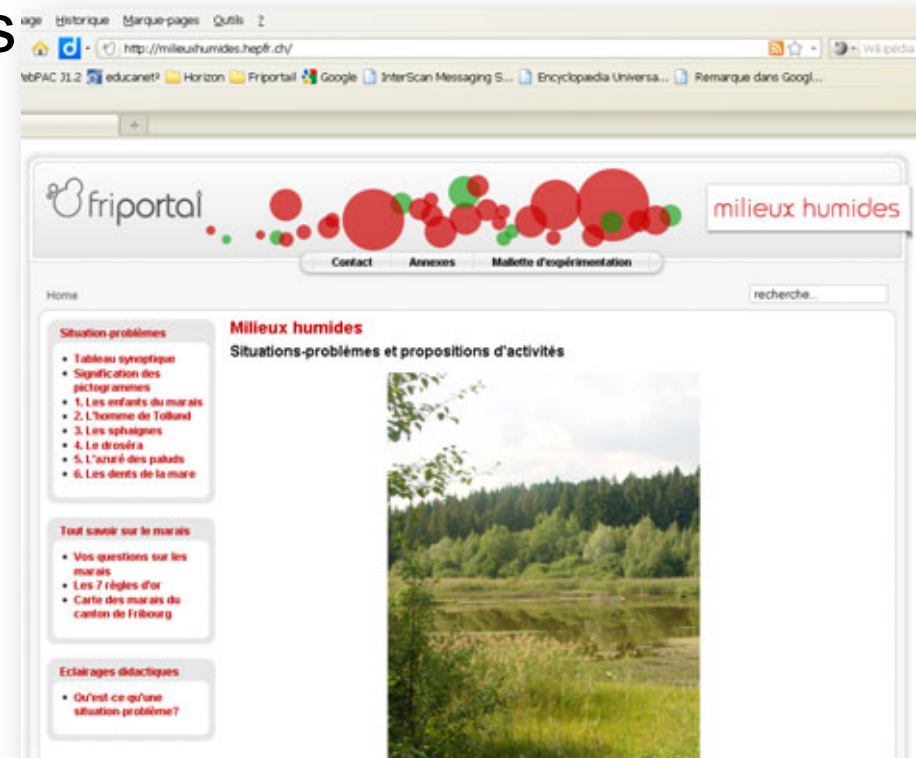 s
age Historique Marque-pages Outils ?
http://milieuxhumides.hepfr.ch/ Wikipédia
WebPAC J1.2 educanet² Horizon Friportail Google InterScan Messaging S... Encyclopædia Universa... Remarque dans Googl...
friportal
milieux humides
Contact Annexes Mallette d'expérimentation
Home
recherche...
Situation-problèmes
• Tableau synoptique
• Signification des
pictogrammes
• 1. Les enfants du marais
• 2. L'homme de Tollund
• 3. Les sphaignes
• 4. Le droséra
• 5. L'azuré des paluds
• 6. Les dents de la mare
Milieux humides
Situations-problèmes et propositions d'activités
Tout savoir sur le marais
• Vos questions sur les
marais
• Les 7 règles d'or
• Carte des marais du
canton de Fribourg
Eclairages didactiques
• Qu'est-ce qu'une
situation-problème?